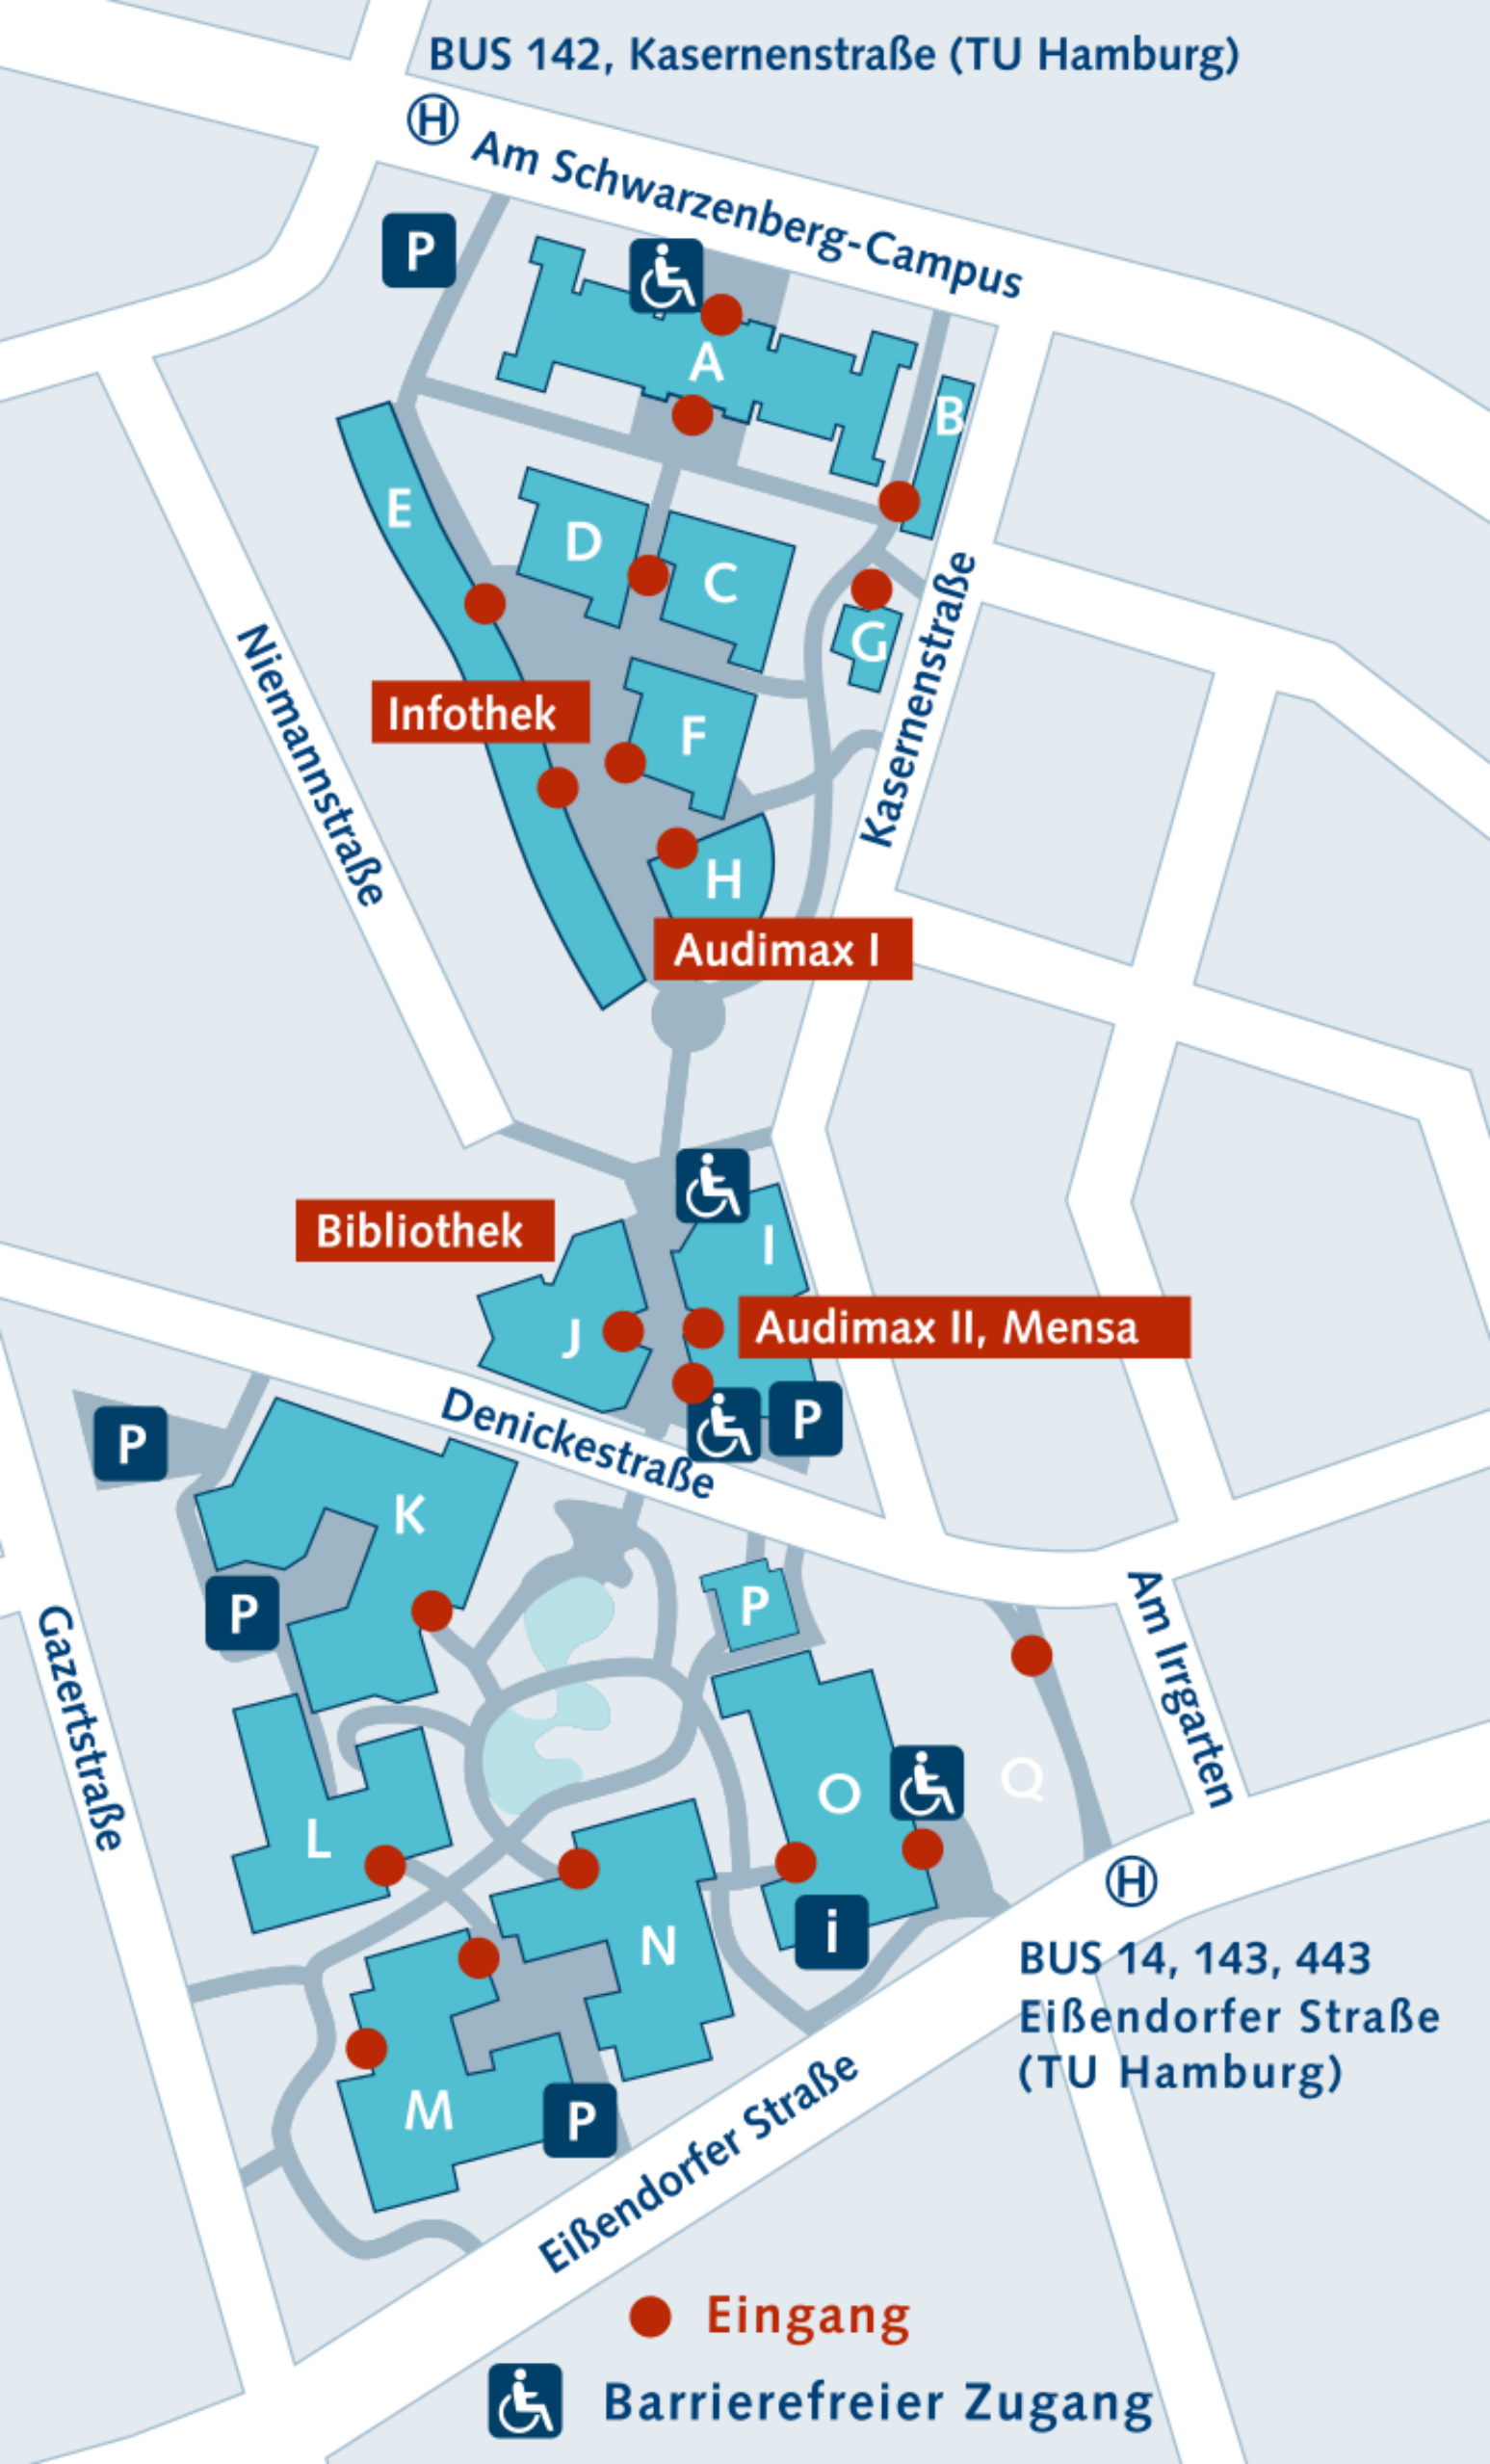 BUS 142, Kasernenstraße (TU Hamburg)
H
Am Schwarzenberg-Campus
P
A
B
E
D
C
G
Niemannstraße
Kasernenstraße
Infothek
F
H
Audimax I
Bibliothek
I
J
Audimax II, Mensa
P
Denickestraße
P
K
P
P
Am Irrgarten
Gazertstraße
L
O
Q
i
H
N
BUS 14, 143, 443
Eißendorfer Straße
(TU Hamburg)
M
P
Eißendorfer Straße
Eingang
Barrierefreier Zugang